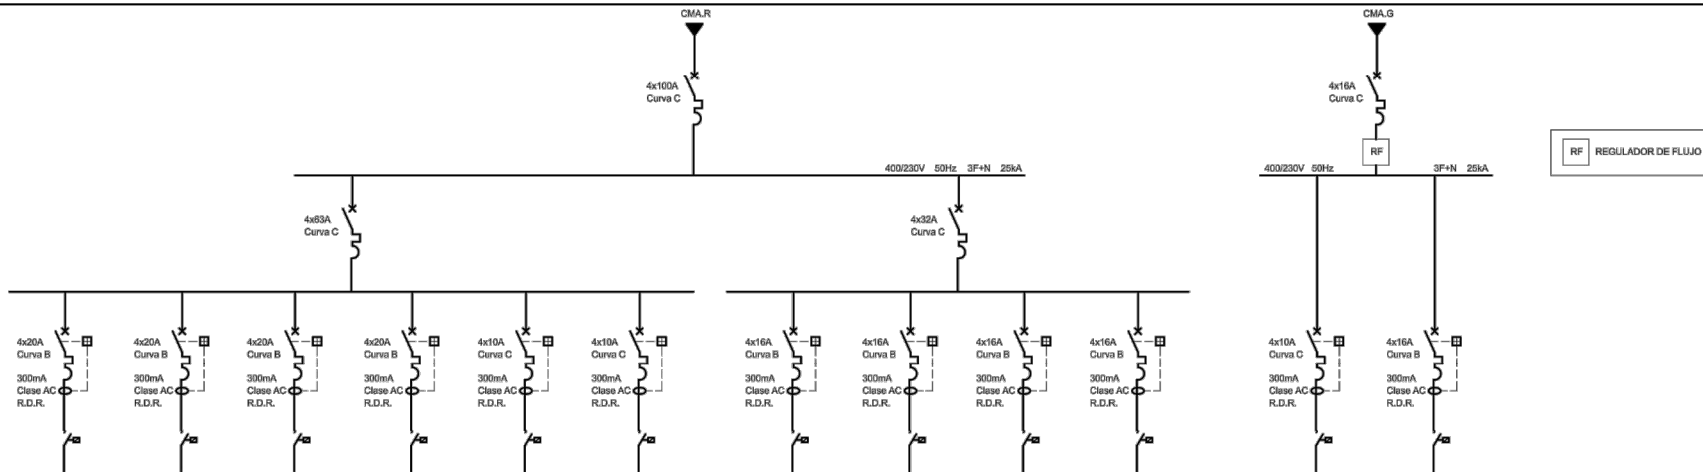 CMA.R
CMA.G
4x100A
Curva C
4x16A
Curva C
RF
RF REGULADOR DE FLUJO
400/230V 50Hz 3F+N 25kA
400/230V 50Hz 3F+N 25kA
4x63A
Curva C
4x32A
Curva C
4x20A
Curva B
300mA
Clase AC
R.D.R.
4x20A
Curva B
300mA
Clase AC
R.D.R.
4x20A
Curva B
300mA
Clase AC
R.D.R.
4x20A
Curva B
300mA
Clase AC
R.D.R.
4x10A
Curva C
300mA
Clase AC
R.D.R.
4x10A
Curva C
300mA
Clase AC
R.D.R.
4x16A
Curva B
300mA
Clase AC
R.D.R.
4x16A
Curva B
300mA
Clase AC
R.D.R.
4x16A
Curva B
300mA
Clase AC
R.D.R.
4x16A
Curva B
300mA
Clase AC
R.D.R.
4x10A
Curva C
300mA
Clase AC
R.D.R.
4x16A
Curva B
300mA
Clase AC
R.D.R.